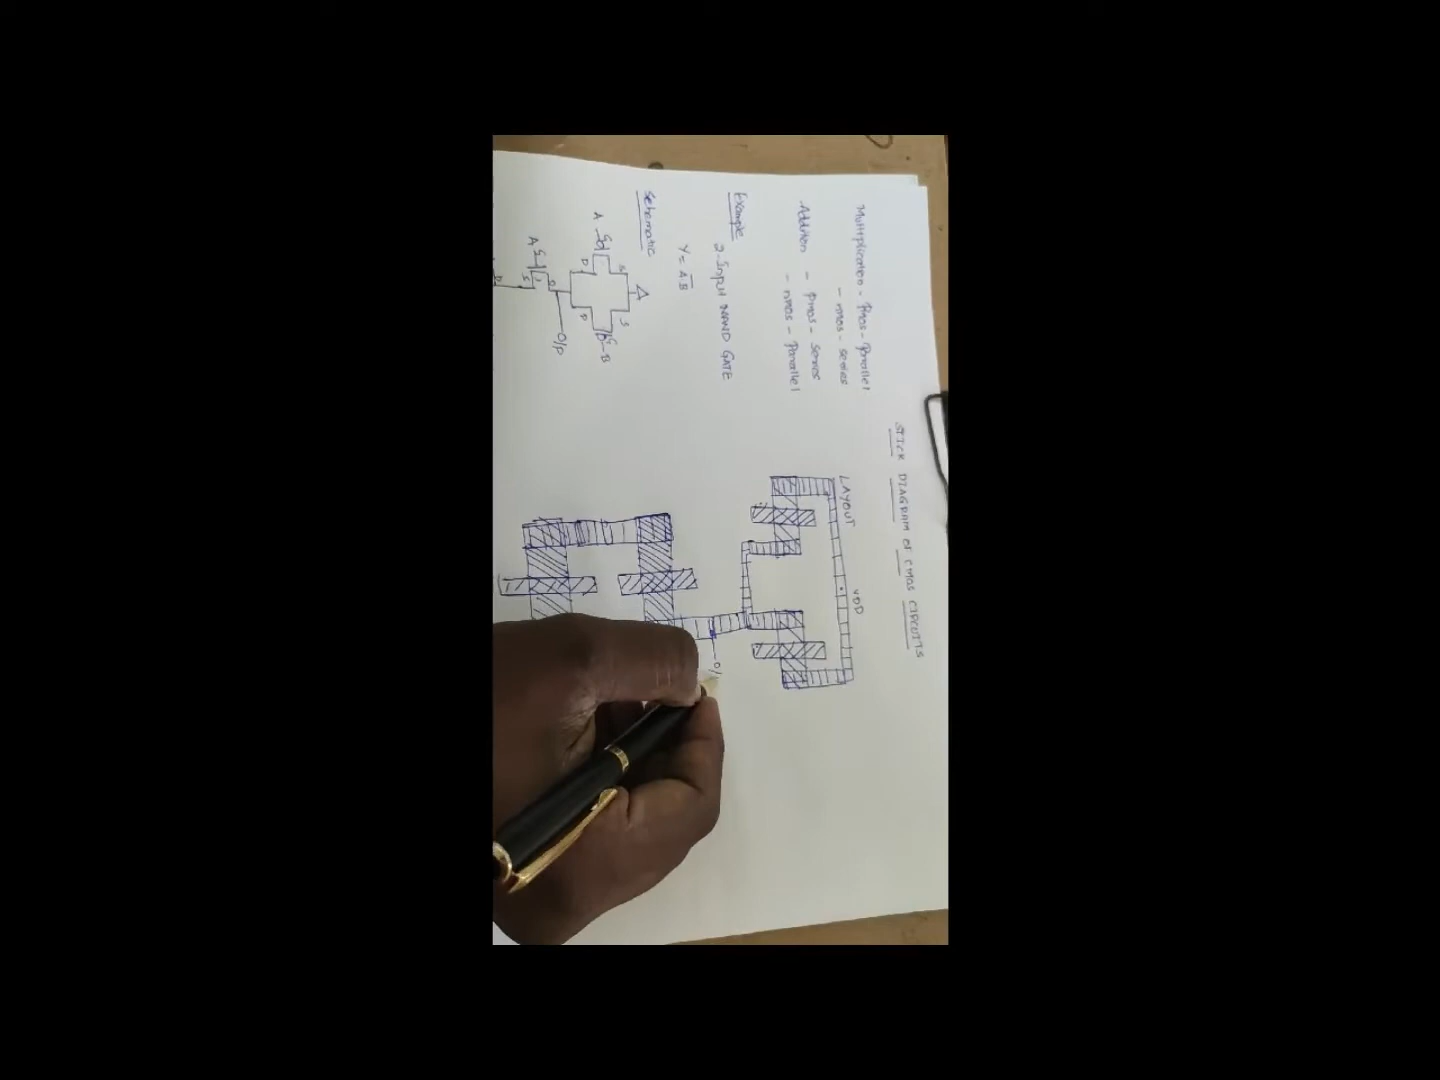 STICK DIAGRAM OF CMOS CIRCUITS
Multiplication - Pmos - Parallel
- nmos - series
Addition - Pmos - series
- nmos - Parallel
Example
2-Input NAND GATE
Y = A.B
Schematic
A
S
D
S
D
G
B
A
G
D
S
O/P
D
LAYOUT
VDD
O/